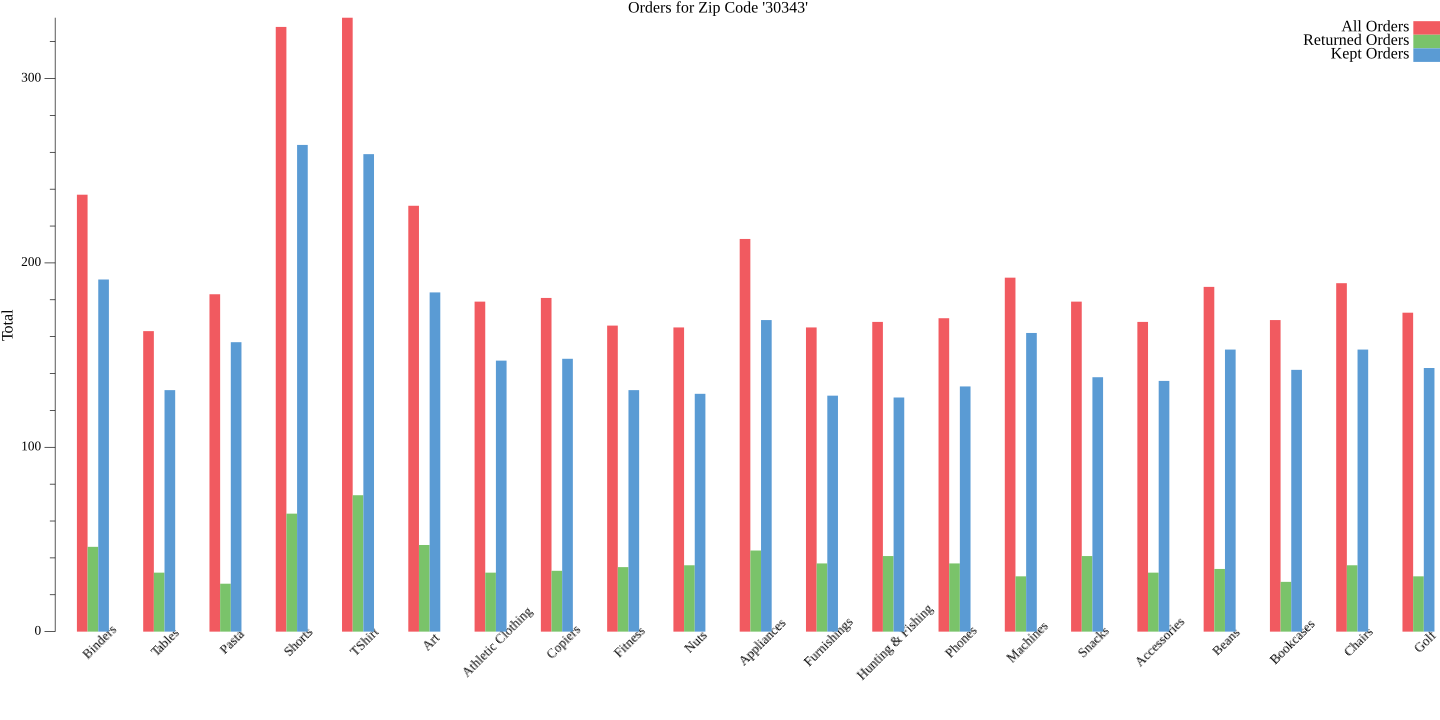 Orders for Zip Code '30343'
All Orders
Returned Orders
Kept Orders
Total
300
200
100
0
Binders
Tables
Pasta
Shorts
TShirt
Art
Athletic Clothing
Copiers
Fitness
Nuts
Appliances
Furnishings
Hunting & Fishing
Phones
Machines
Snacks
Accessories
Beans
Bookcases
Chairs
Golf